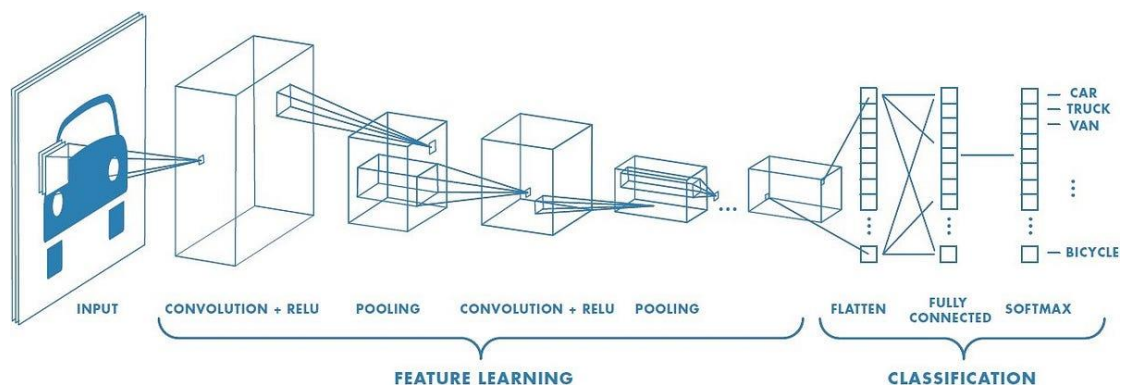 CAR
TRUCK
VAN
BICYCLE
INPUT
CONVOLUTION + RELU
POOLING
CONVOLUTION + RELU
POOLING
FLATTEN
FULLY
CONNECTED
SOFTMAX
FEATURE LEARNING
CLASSIFICATION